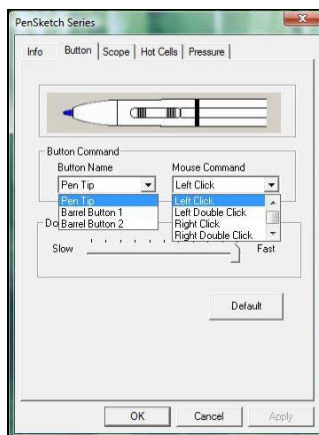 PenSketch Series
Info Button Scope Hot Cells Pressure
Button Command
Button Name Mouse Command
Pen Tip Left Click
Pen Tip Left Click
Barrel Button 1 Left Double Click
Barrel Button 2 Right Click
Right Double Click
Do
Slow Fast
Default
OK Cancel Apply